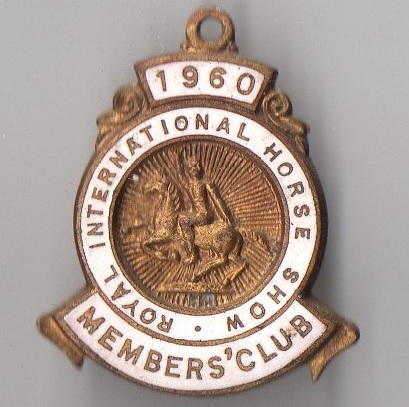 1960
ROYAL INTERNATIONAL HORSE SHOW
MEMBERS' CLUB